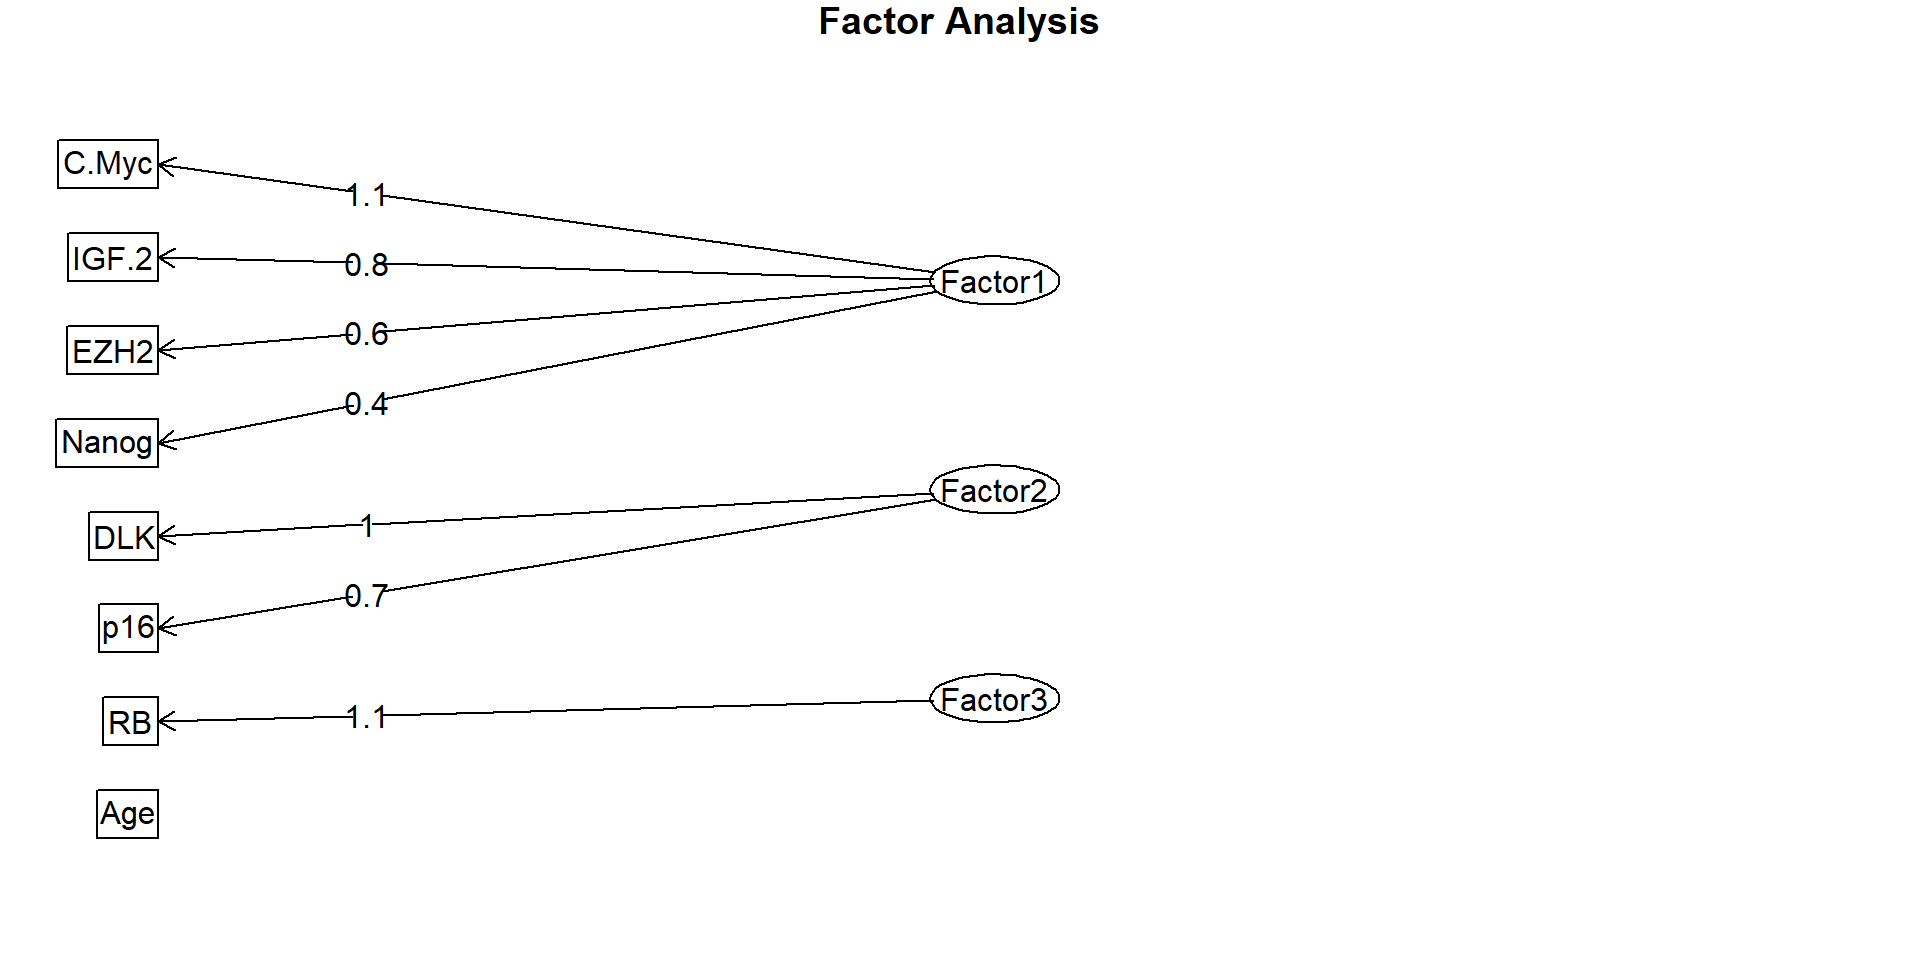 Factor Analysis
C.Myc
1.1
IGF.2
0.8
Factor1
EZH2
0.6
Nanog
0.4
DLK
1
Factor2
p16
0.7
RB
1.1
Factor3
Age